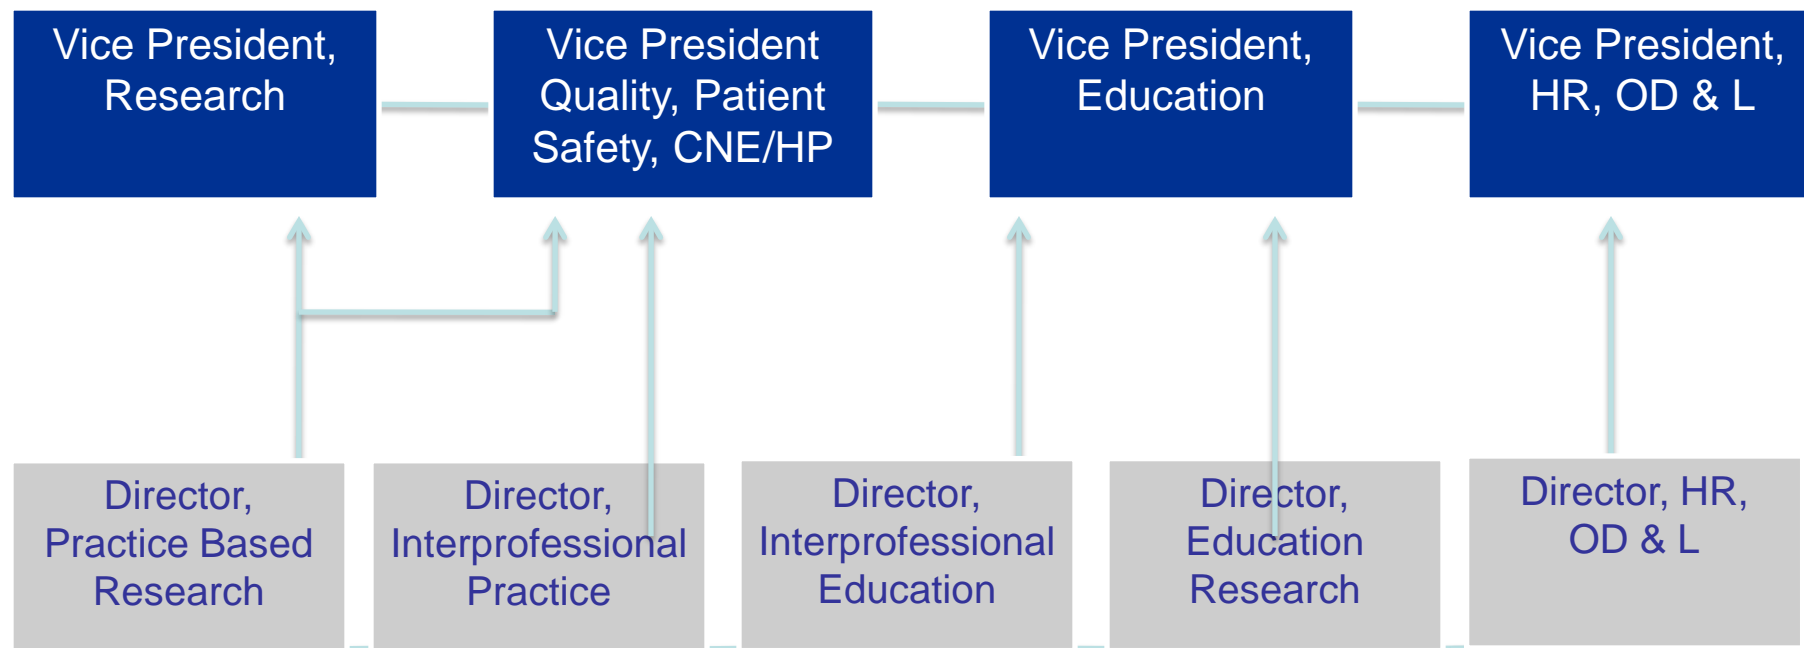 Vice President,
Research
Vice President
Quality, Patient
Safety, CNE/HP
Vice President,
Education
Vice President,
HR, OD & L
Director,
Practice Based
Research
Director,
Interprofessional
Practice
Director,
Interprofessional
Education
Director,
Education
Research
Director, HR,
OD & L